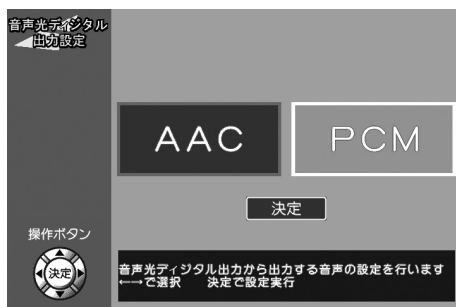 音声光ディジタル
出力設定
AAC
PCM
決定
操作ボタン
決定
音声光ディジタル出力から出力する音声の設定を行います
←→で選択　決定で設定実行